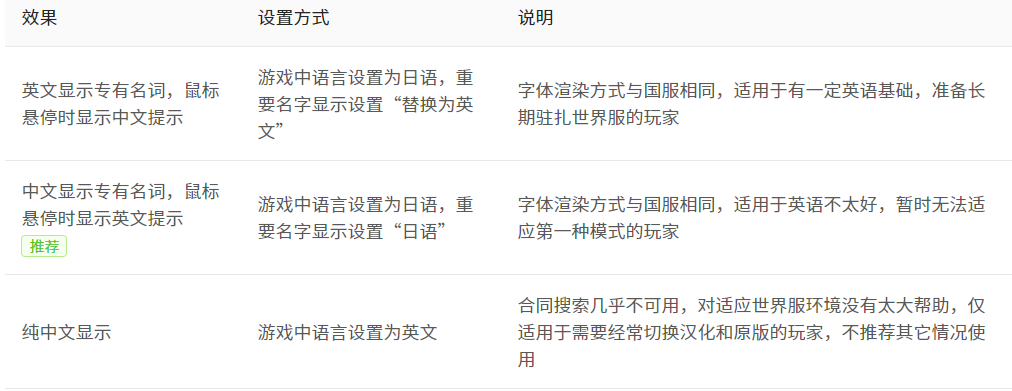 效果 设置方式 说明
英文显示专有名词，鼠标
悬停时显示中文提示
游戏中语言设置为日语，重
要名字显示设置“替换为英
文”
字体渲染方式与国服相同，适用于有一定英语基础，准备长
期驻扎世界服的玩家
中文显示专有名词，鼠标
悬停时显示英文提示
推荐
游戏中语言设置为日语，重
要名字显示设置“日语”
字体渲染方式与国服相同，适用于英语不太好，暂时无法适
应第一种模式的玩家
纯中文显示
游戏中语言设置为英文
合同搜索几乎不可用，对适应世界服环境没有太大帮助，仅
适用于需要经常切换汉化和原版的玩家，不推荐其它情况使
用